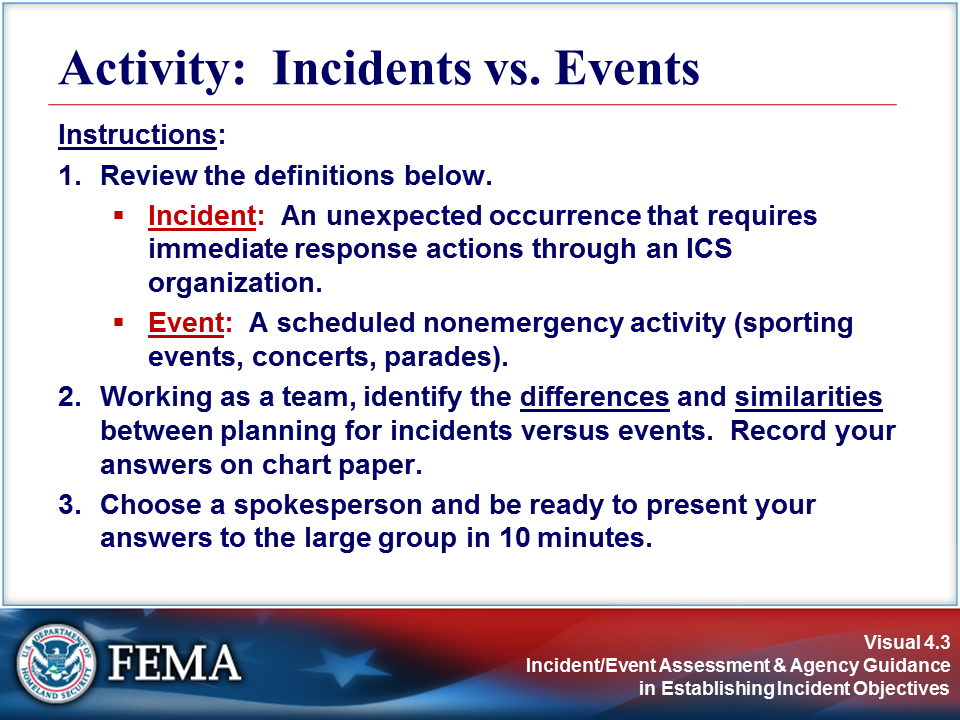 Activity:  Incidents vs. Events
Instructions:
1. Review the definitions below.
▪ Incident:  An unexpected occurrence that requires
immediate response actions through an ICS
organization.
▪ Event:  A scheduled nonemergency activity (sporting
events, concerts, parades).
2. Working as a team, identify the differences and similarities
between planning for incidents versus events.  Record your
answers on chart paper.
3. Choose a spokesperson and be ready to present your
answers to the large group in 10 minutes.
U.S. DEPARTMENT OF
HOMELAND SECURITY
FEMA
Visual 4.3
Incident/Event Assessment & Agency Guidance
in Establishing Incident Objectives